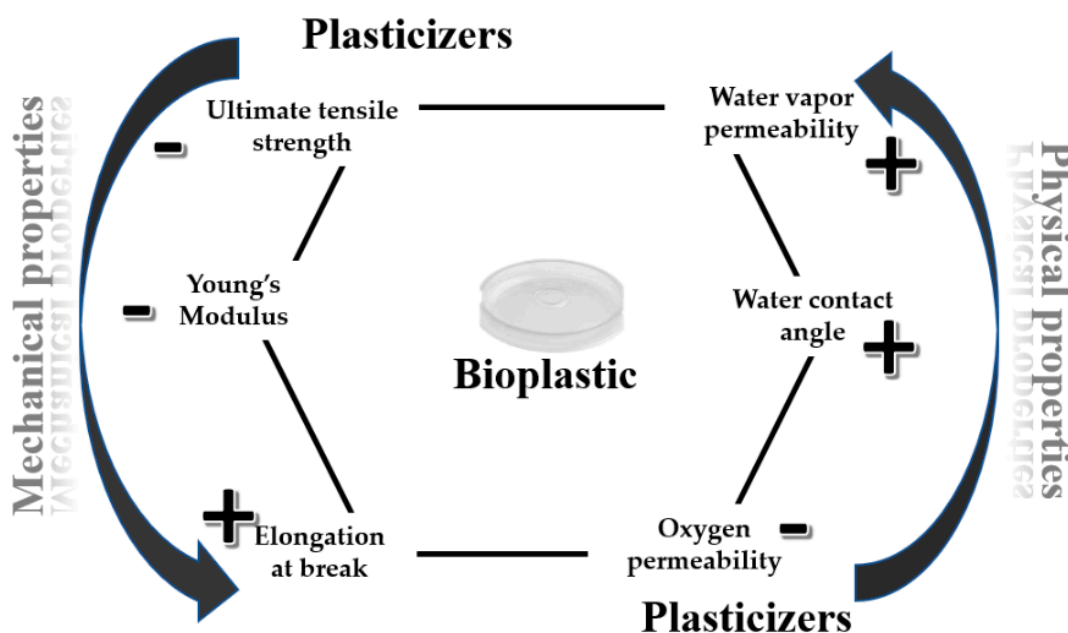 Plasticizers
Mechanical properties
Ultimate tensile
strength
-
Water vapor
permeability
+
Physical properties
Young's
Modulus
-
Bioplastic
Water contact
angle
+
+
Elongation
at break
Oxygen
permeability
-
Plasticizers